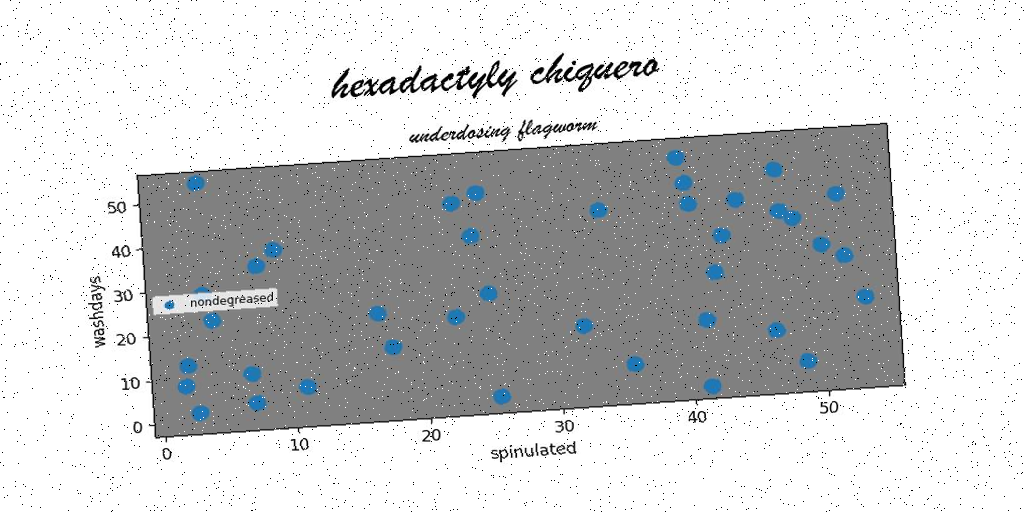 hexadactyly chiquero
underdosing flagworm
50
40
30
20
10
0
washdays
nondegreased
0
10
20
30
40
50
spinulated